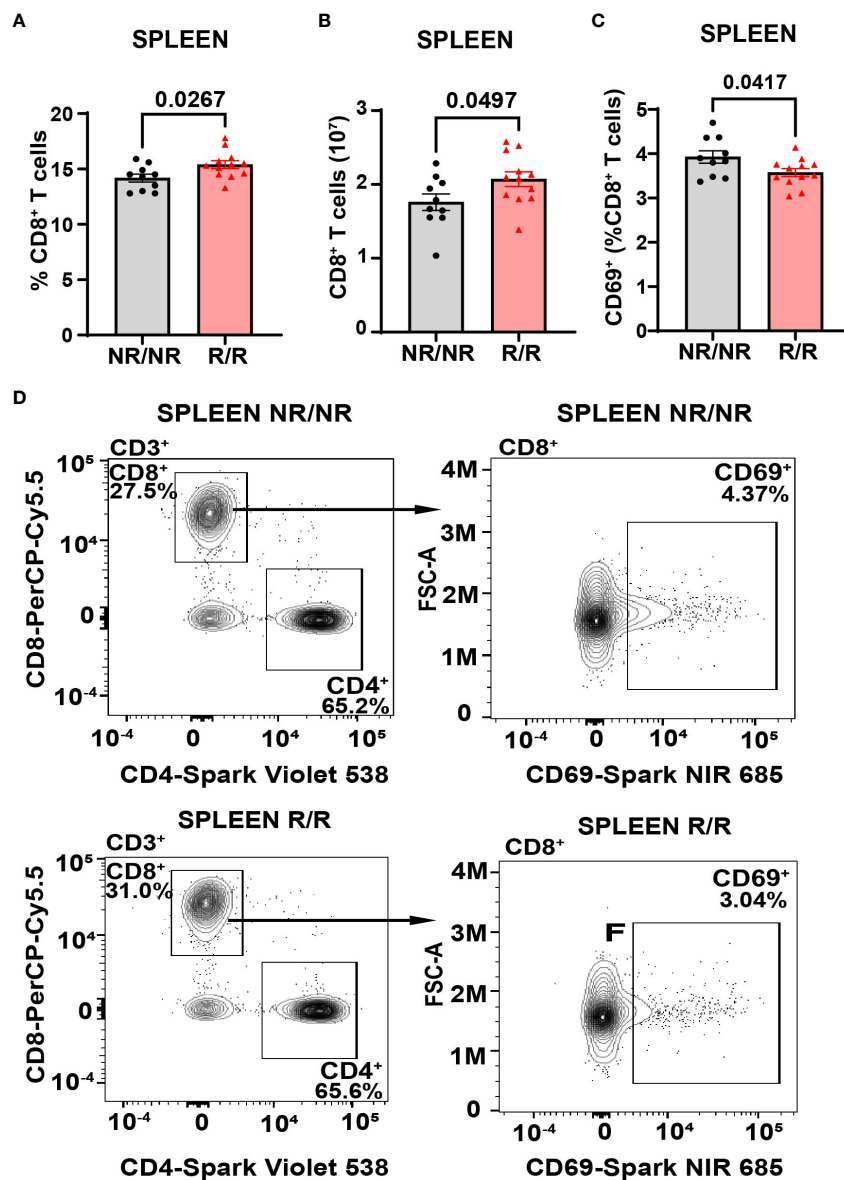 A
SPLEEN
0.0267
% CD8⁺ T cells
20
15
10
5
0
NR/NR R/R
B
SPLEEN
0.0497
CD8⁺ T cells (10⁷)
3
2
1
0
NR/NR R/R
C
SPLEEN
0.0417
CD69⁺ (%CD8⁺ T cells)
5
4
3
2
1
0
NR/NR R/R
D
SPLEEN NR/NR
CD3⁺
CD8⁺
27.5%
CD8-PerCP-Cy5.5
10⁵
10⁴
0
10⁻⁴
CD4⁺
65.2%
10⁻⁴ 0 10⁴ 10⁵
CD4-Spark Violet 538
SPLEEN NR/NR
CD8⁺
CD69⁺
4.37%
FSC-A
4M
3M
2M
1M
0
10⁻⁴ 0 10⁴ 10⁵
CD69-Spark NIR 685
SPLEEN R/R
CD3⁺
CD8⁺
31.0%
CD8-PerCP-Cy5.5
10⁵
10⁴
0
10⁻⁴
CD4⁺
65.6%
10⁻⁴ 0 10⁴ 10⁵
CD4-Spark Violet 538
SPLEEN R/R
CD8⁺
CD69⁺
3.04%
F
FSC-A
4M
3M
2M
1M
0
10⁻⁴ 0 10⁴ 10⁵
CD69-Spark NIR 685